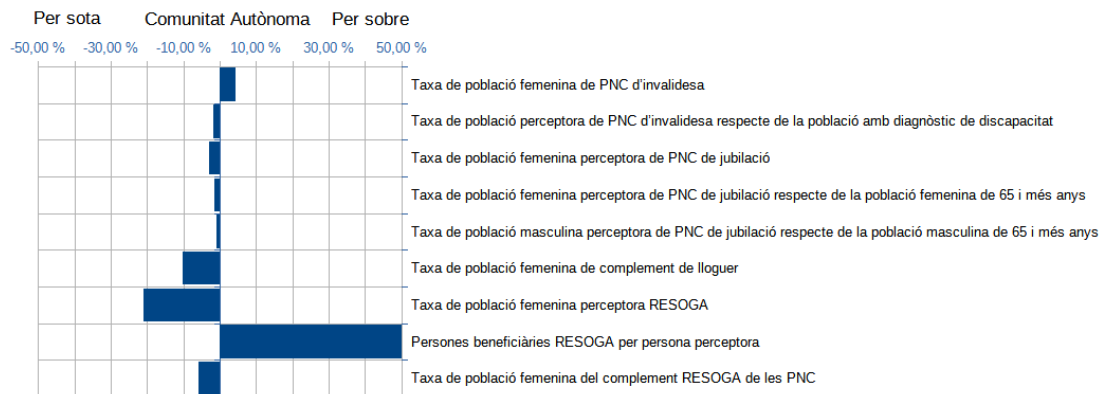 Per sota Comunitat Autònoma Per sobre
-50,00 % -30,00 % -10,00 % 10,00 % 30,00 % 50,00 %
Taxa de població femenina de PNC d'invalidesa
Taxa de població perceptora de PNC d'invalidesa respecte de la població amb diagnòstic de discapacitat
Taxa de població femenina perceptora de PNC de jubilació
Taxa de població femenina perceptora de PNC de jubilació respecte de la població femenina de 65 i més anys
Taxa de població masculina perceptora de PNC de jubilació respecte de la població masculina de 65 i més anys
Taxa de població femenina de complement de lloguer
Taxa de població femenina perceptora RESOGA
Persones beneficiàries RESOGA per persona perceptora
Taxa de població femenina del complement RESOGA de les PNC